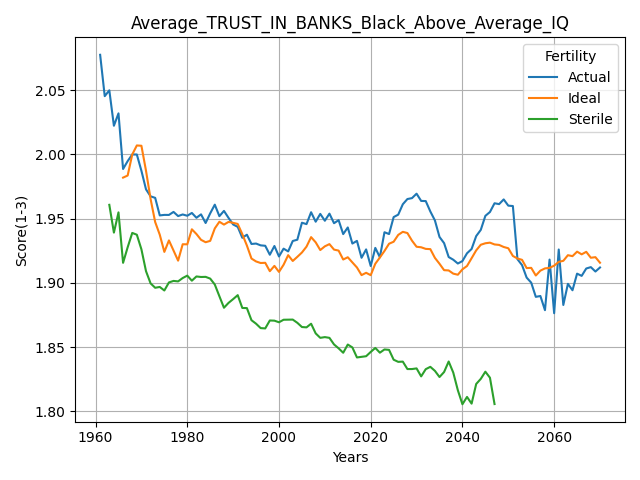 Average_TRUST_IN_BANKS_Black_Above_Average_IQ
Fertility
Actual
Ideal
Sterile
Score(1-3)
2.05
2.00
1.95
1.90
1.85
1.80
1960
1980
2000
2020
2040
2060
Years